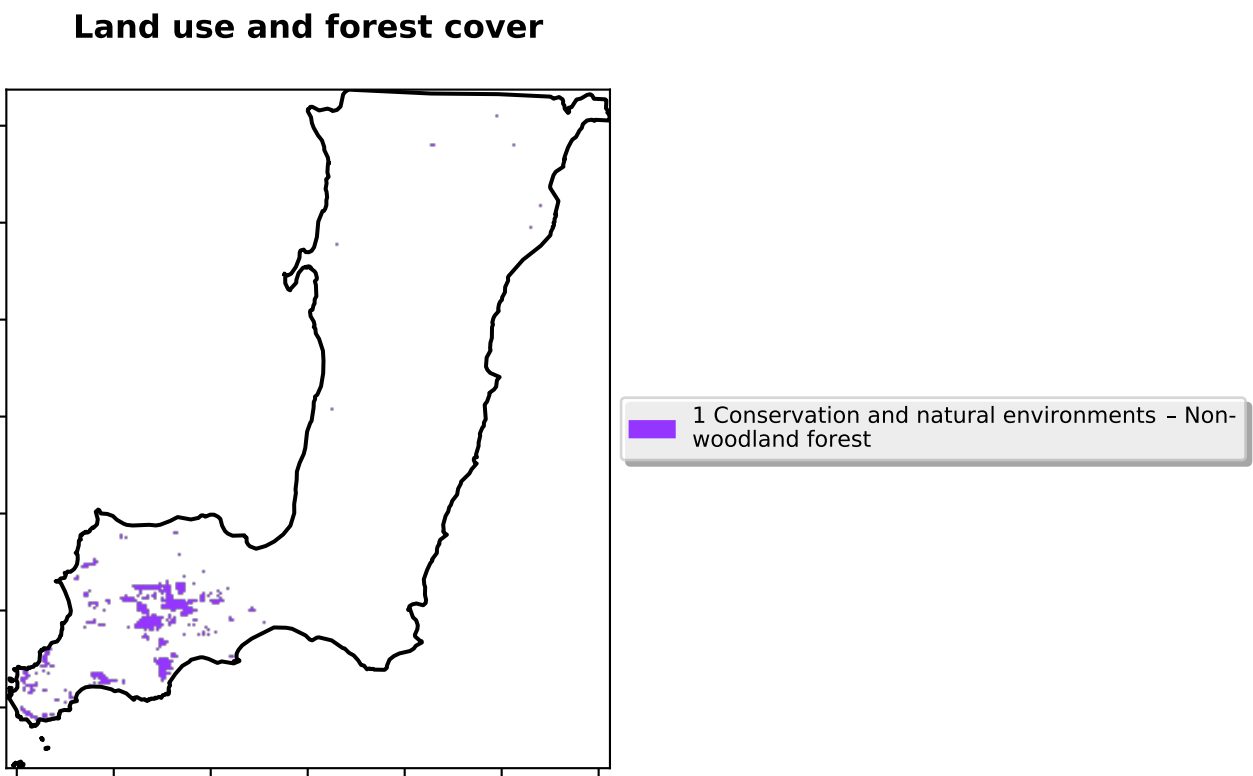 Land use and forest cover
1 Conservation and natural environments – Non-
woodland forest